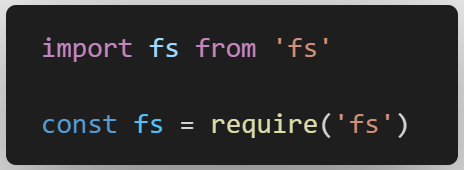 import fs from 'fs'
const fs = require('fs')